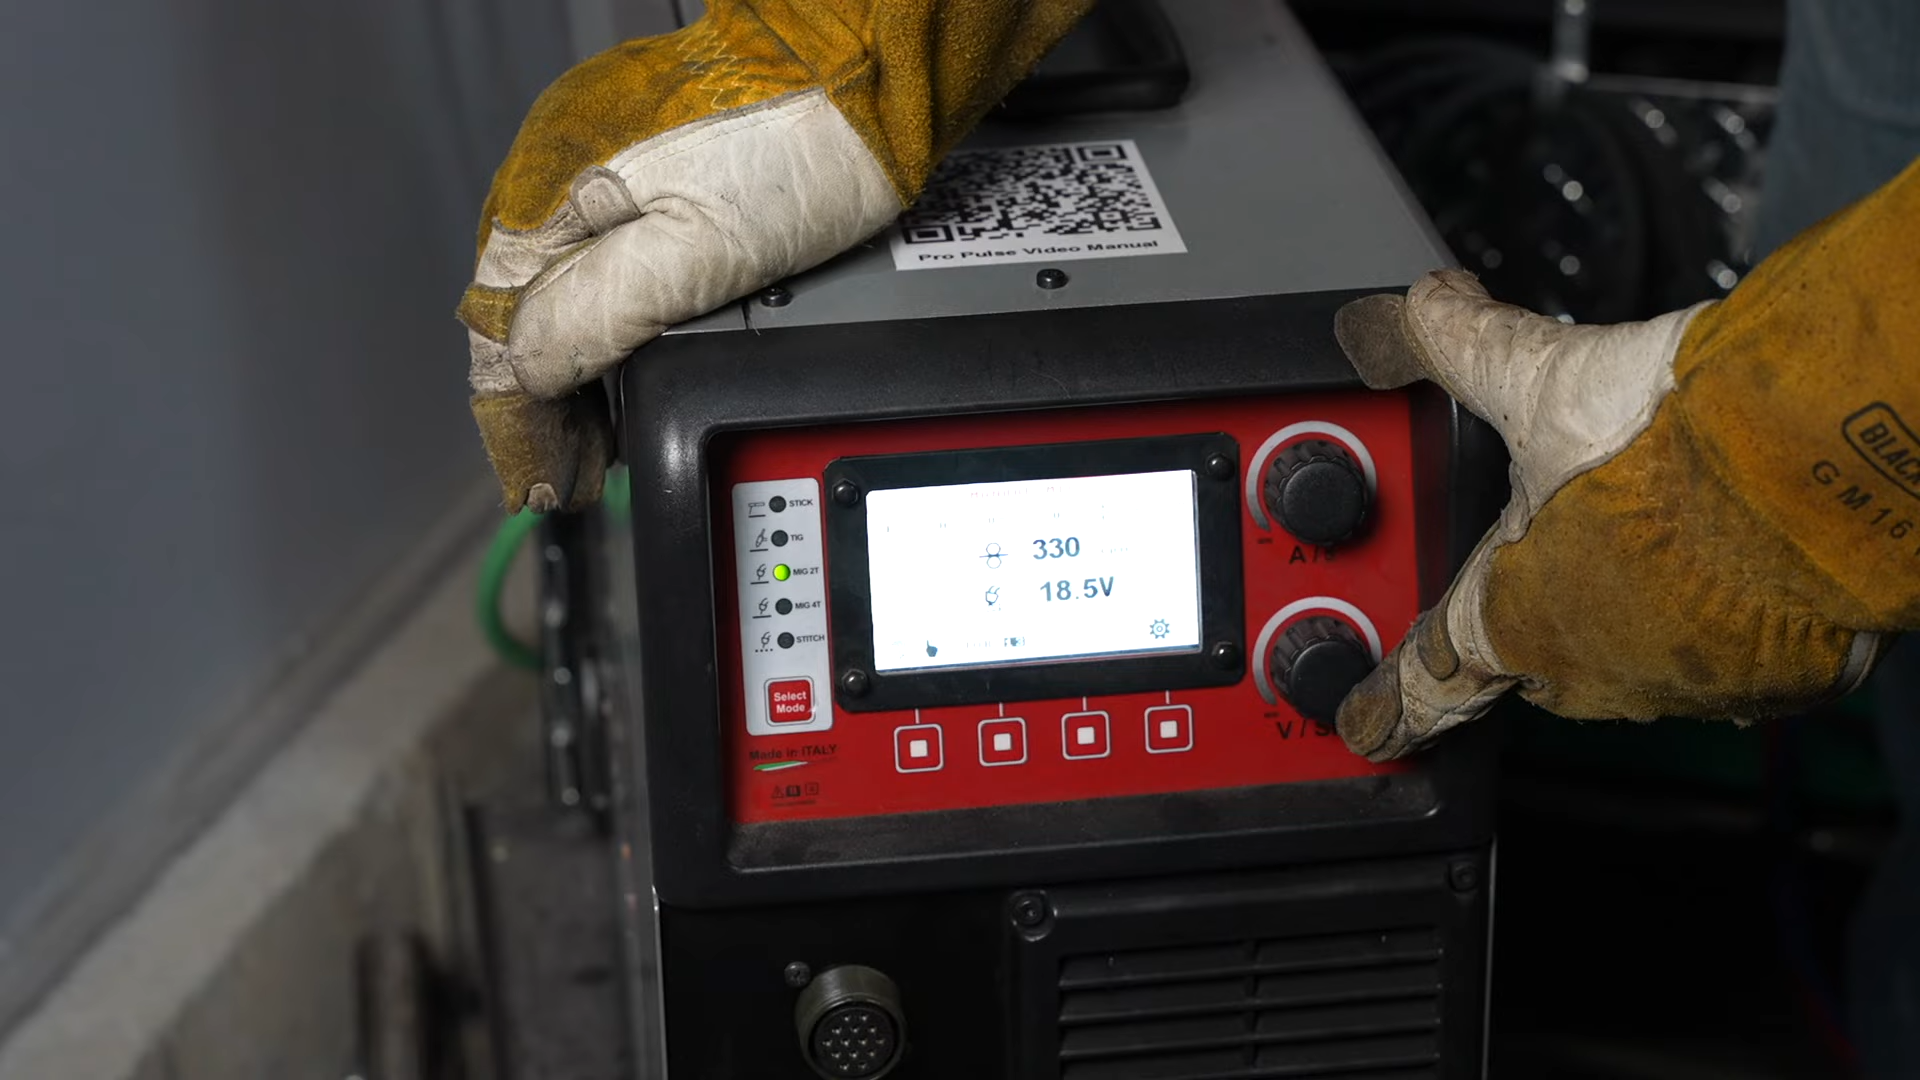 Pro Pulse Video Manual
STICK
TIG
MIG 2T
MIG 4T
STITCH
Select
Mode
Made in ITALY
330
18.5V
A /
V /
BLACK
GM16